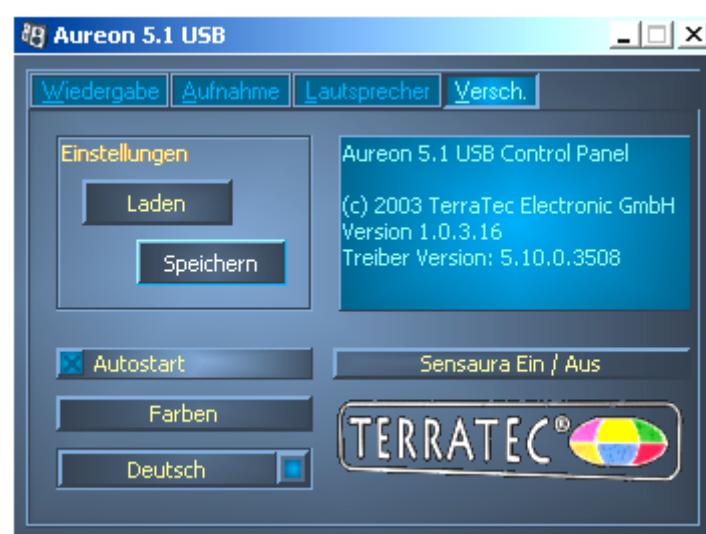 Aureon 5.1 USB
Wiedergabe Aufnahme Lautsprecher Versch.
Einstellungen
Laden
Speichern
Aureon 5.1 USB Control Panel
(c) 2003 TerraTec Electronic GmbH
Version 1.0.3.16
Treiber Version: 5.10.0.3508
Autostart
Sensaura Ein / Aus
Farben
Deutsch
TERRATEC®